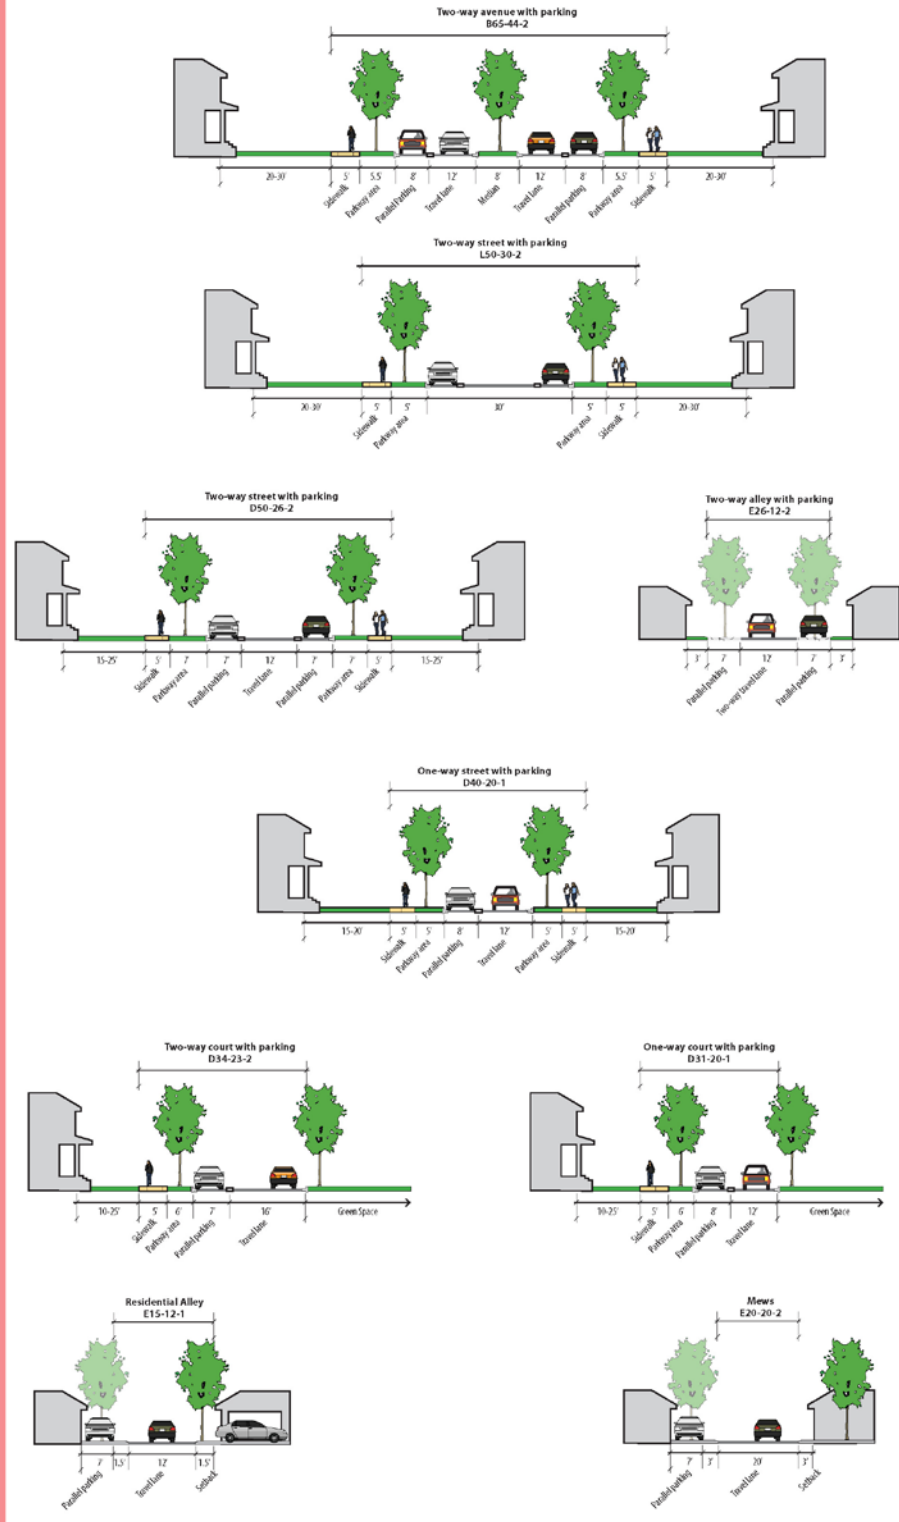 Two-way avenue with parking
B65-44-2
20-30' 5' 5.5' 8' 12' 8' 12' 8' 5.5' 5' 20-30'
Sidewalk Parkway area Parallel Parking Travel lane Median Travel lane Parallel parking Parkway area Sidewalk
Two-way street with parking
L50-30-2
20-30' 5' 5' 30' 5' 5' 20-30'
Sidewalk Parkway area Parkway area Sidewalk
Two-way street with parking
D50-26-2
15-25' 5' 7' 7' 12' 7' 7' 5' 15-25'
Sidewalk Parkway area Parallel parking Travel lane Parallel parking Parkway area Sidewalk
Two-way alley with parking
E26-12-2
3' 7' 12' 7' 3'
Parallel parking Two-way travel lane Parallel parking
One-way street with parking
D40-20-1
15-20' 5' 5' 8' 12' 5' 5' 15-20'
Sidewalk Parkway area Parallel parking Travel lane Parkway area Sidewalk
Two-way court with parking
D34-23-2
10-25' 5' 6' 7' 16' Green Space
Sidewalk Parkway area Parallel parking Travel lane
One-way court with parking
D31-20-1
10-25' 5' 6' 8' 12' Green Space
Sidewalk Parkway area Parallel parking Travel lane
Residential Alley
E15-12-1
7' 1.5' 12' 1.5'
Parallel parking Travel lane Setback
Mews
E20-20-2
7' 3' 20' 3'
Parallel parking Travel lane Setback